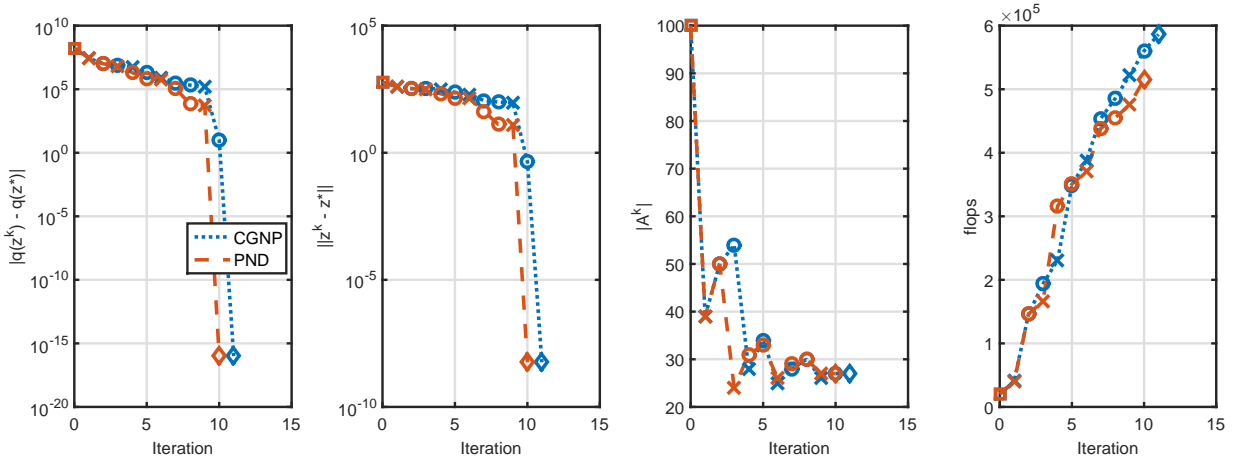 10^10
10^5
10^0
10^-5
10^-10
10^-15
10^-20
0 5 10 15
Iteration
|q(z^k) - q(z*)|
CGNP
PND
10^5
10^0
10^-5
10^-10
0 5 10 15
Iteration
||z^k - z*||
100
90
80
70
60
50
40
30
20
0 5 10 15
Iteration
|A^k|
×10^5
6
5
4
3
2
1
0
0 5 10 15
Iteration
flops